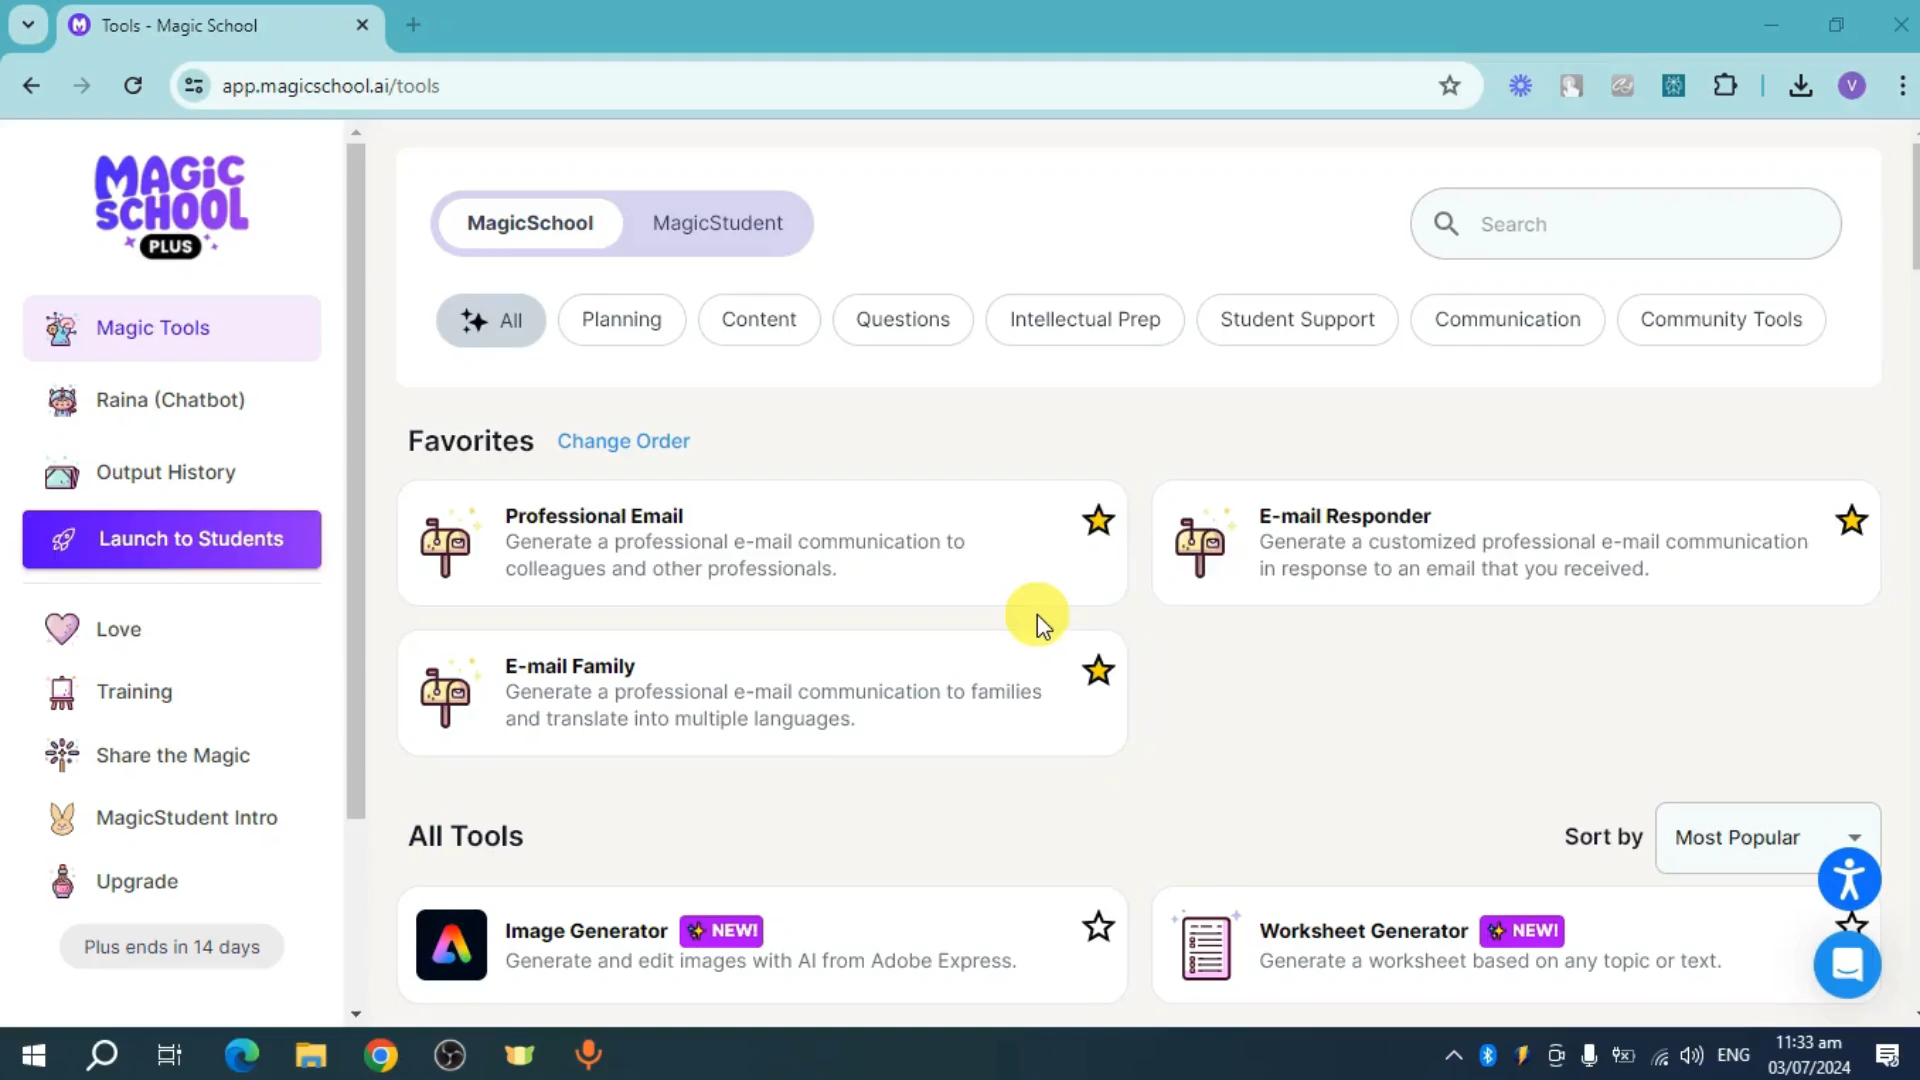 Tools - Magic School
app.magicschool.ai/tools
V
MAGIC
SCHOOL
PLUS
Magic Tools
Raina (Chatbot)
Output History
Launch to Students
Love
Training
Share the Magic
MagicStudent Intro
Upgrade
Plus ends in 14 days
MagicSchool MagicStudent
Search
All Planning Content Questions Intellectual Prep Student Support Communication Community Tools
Favorites Change Order
Professional Email
Generate a professional e-mail communication to
colleagues and other professionals.
E-mail Responder
Generate a customized professional e-mail communication
in response to an email that you received.
E-mail Family
Generate a professional e-mail communication to families
and translate into multiple languages.
All Tools
Sort by Most Popular
Image Generator NEW!
Generate and edit images with AI from Adobe Express.
Worksheet Generator NEW!
Generate a worksheet based on any topic or text.
ENG
11:33 am
03/07/2024